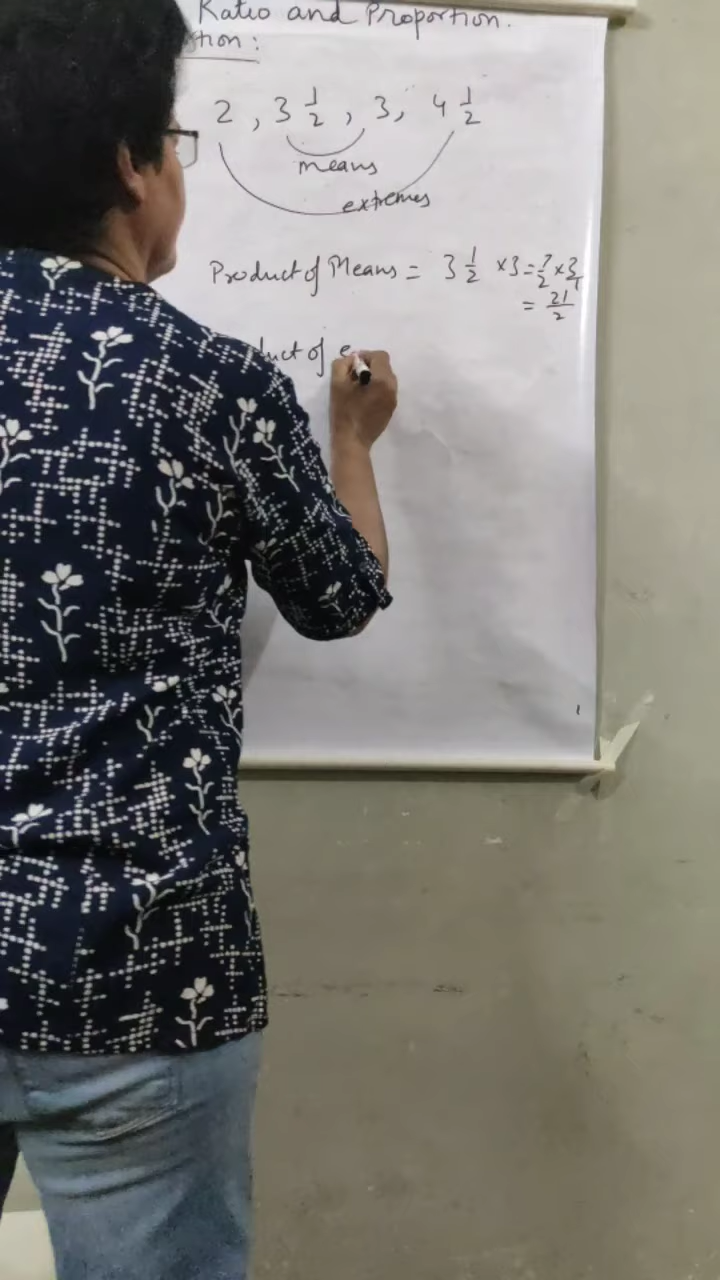 Ratio and Proportion.
tion:
2, 3 1/2, 3, 4 1/2
means
extremes
Product of Means = 3 1/2 × 3 = 7/2 × 3/1
= 21/2
duct of e